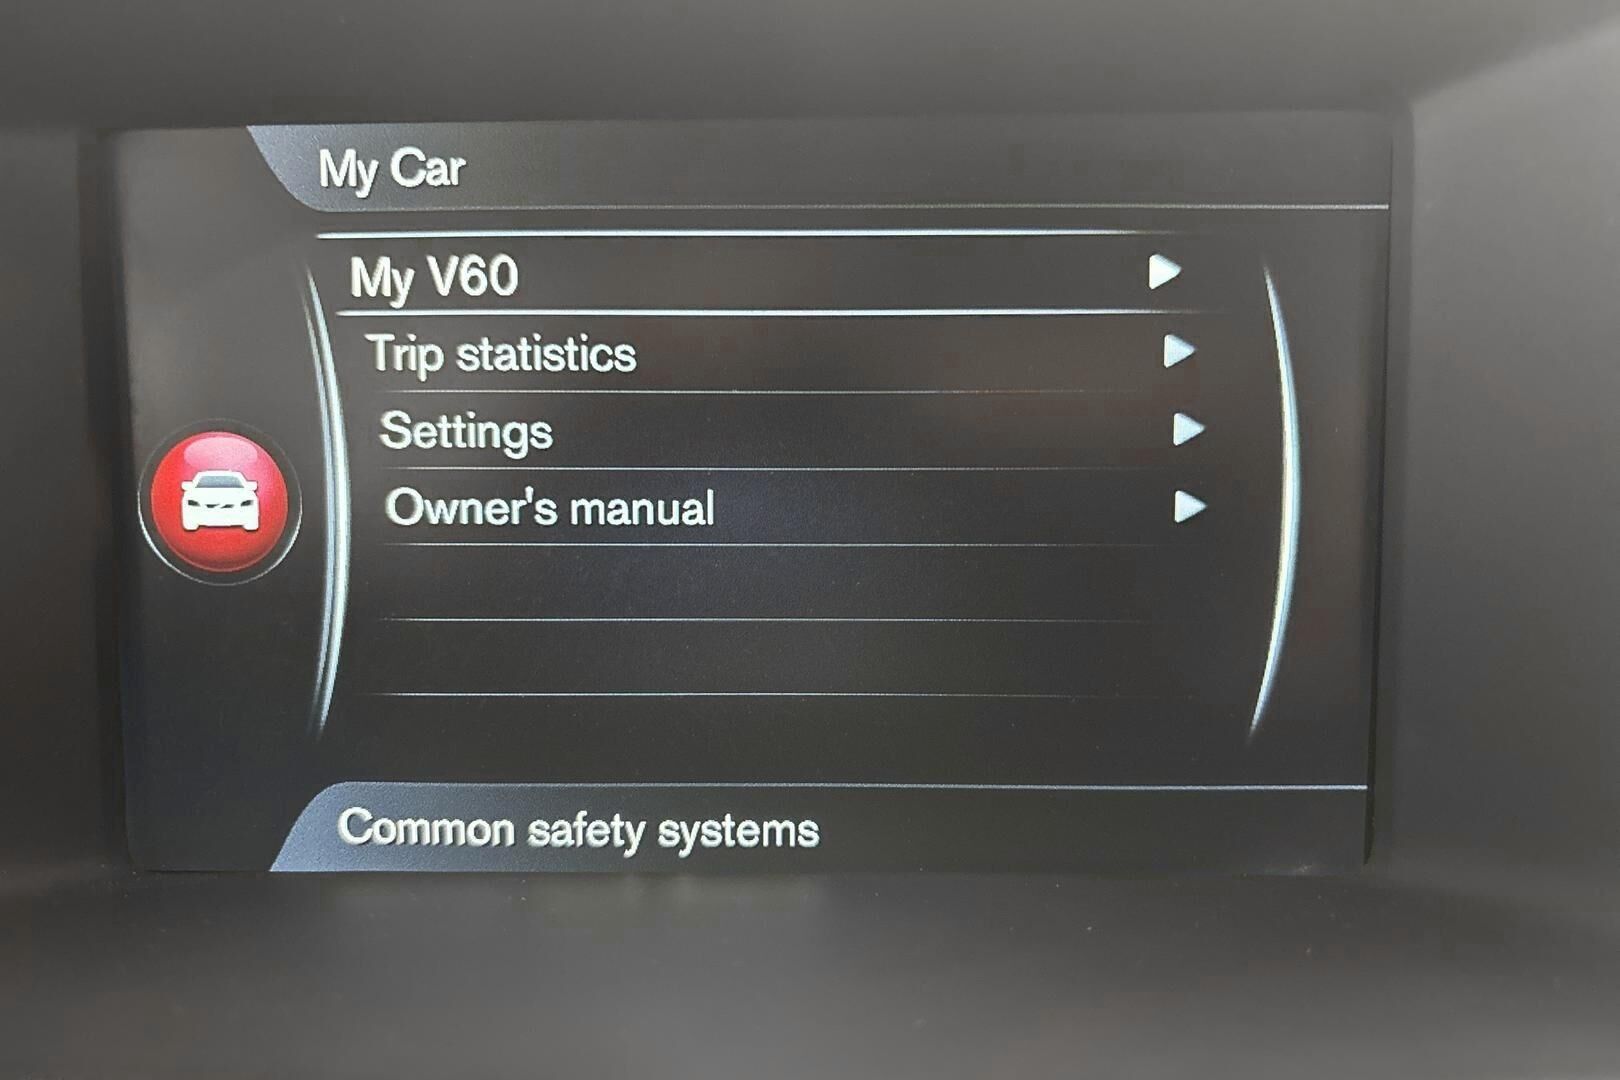 My Car
My V60
Trip statistics
Settings
Owner's manual
Common safety systems